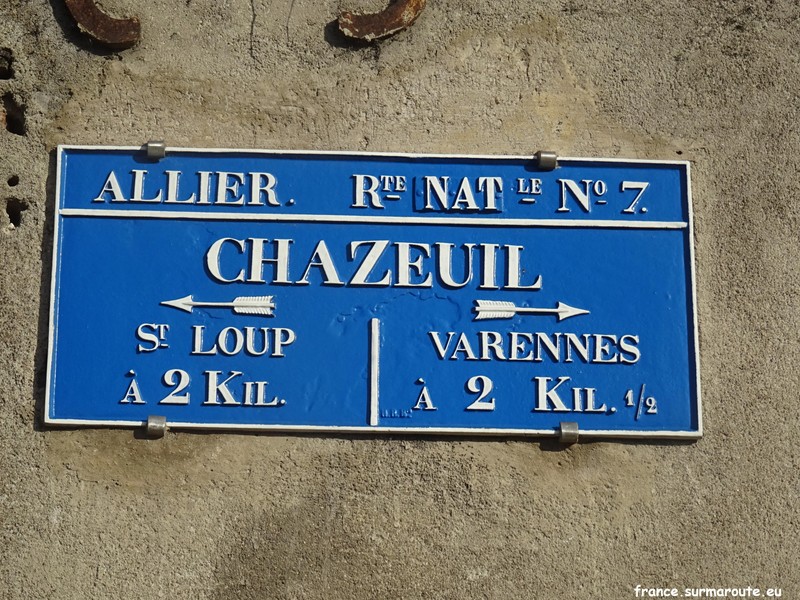 ALLIER. RTE NAT LE NO 7.
CHAZEUIL
ST LOUP
À 2 KIL.
VARENNES
À 2 KIL. 1/2
france.surmaroute.eu